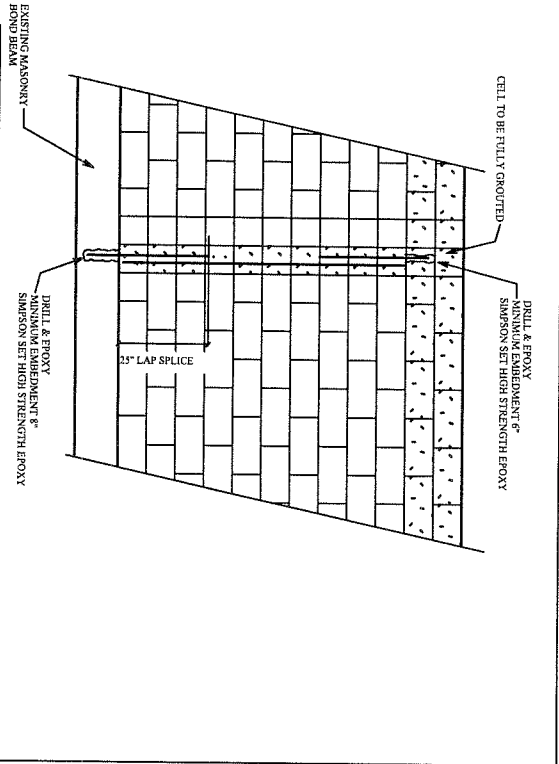 CELL TO BE FULLY GROUTED
DRILL & EPOXY
MINIMUM EMBEDMENT 6"
SIMPSON SET HIGH STRENGTH EPOXY
25" LAP SPLICE
EXISTING MASONRY
BOND BEAM
DRILL & EPOXY
MINIMUM EMBEDMENT 8"
SIMPSON SET HIGH STRENGTH EPOXY